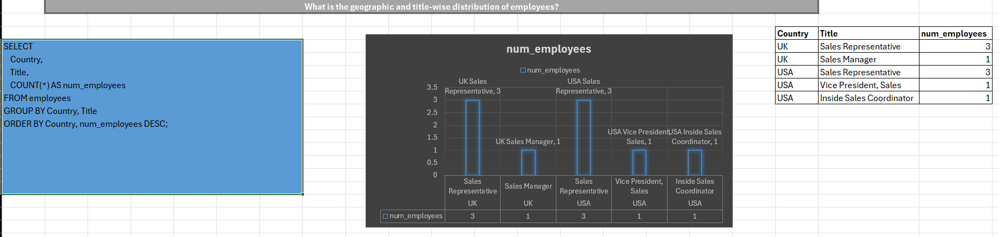 What is the geographic and title-wise distribution of employees?
SELECT
Country,
Title,
COUNT(*) AS num_employees
FROM employees
GROUP BY Country, Title
ORDER BY Country, num_employees DESC;
num_employees
num_employees
3.5
3
2.5
2
1.5
1
0.5
0
UK Sales
Representative, 3
UK Sales Manager, 1
USA Sales
Representative, 3
USA Vice President,
Sales, 1
USA Inside Sales
Coordinator, 1
Sales
Representative
Sales Manager
Sales
Representative
Vice President,
Sales
Inside Sales
Coordinator
UK UK USA USA USA
num_employees 3 1 3 1 1
Country Title num_employees
UK Sales Representative 3
UK Sales Manager 1
USA Sales Representative 3
USA Vice President, Sales 1
USA Inside Sales Coordinator 1